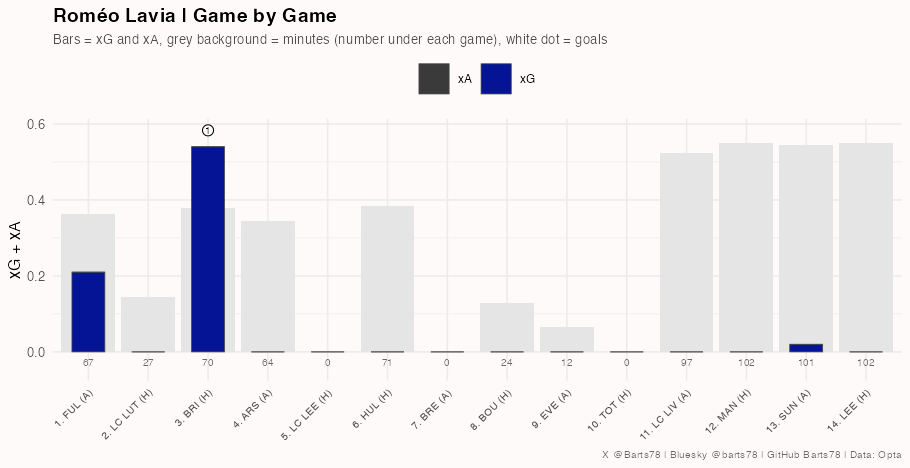 Roméo Lavia | Game by Game
Bars = xG and xA, grey background = minutes (number under each game), white dot = goals
xA xG
xG + xA
0.6
0.4
0.2
0.0
1
67 27 70 64 0 71 0 24 12 0 97 102 101 102
1. FUL (A)
2. LC LUT (H)
3. BRI (H)
4. ARS (A)
5. LC LEE (H)
6. HUL (H)
7. BRE (A)
8. BOU (H)
9. EVE (A)
10. TOT (H)
11. LC LIV (A)
12. MAN (H)
13. SUN (A)
14. LEE (H)
X @Barts78 | Bluesky @barts78 | GitHub Barts78 | Data: Opta